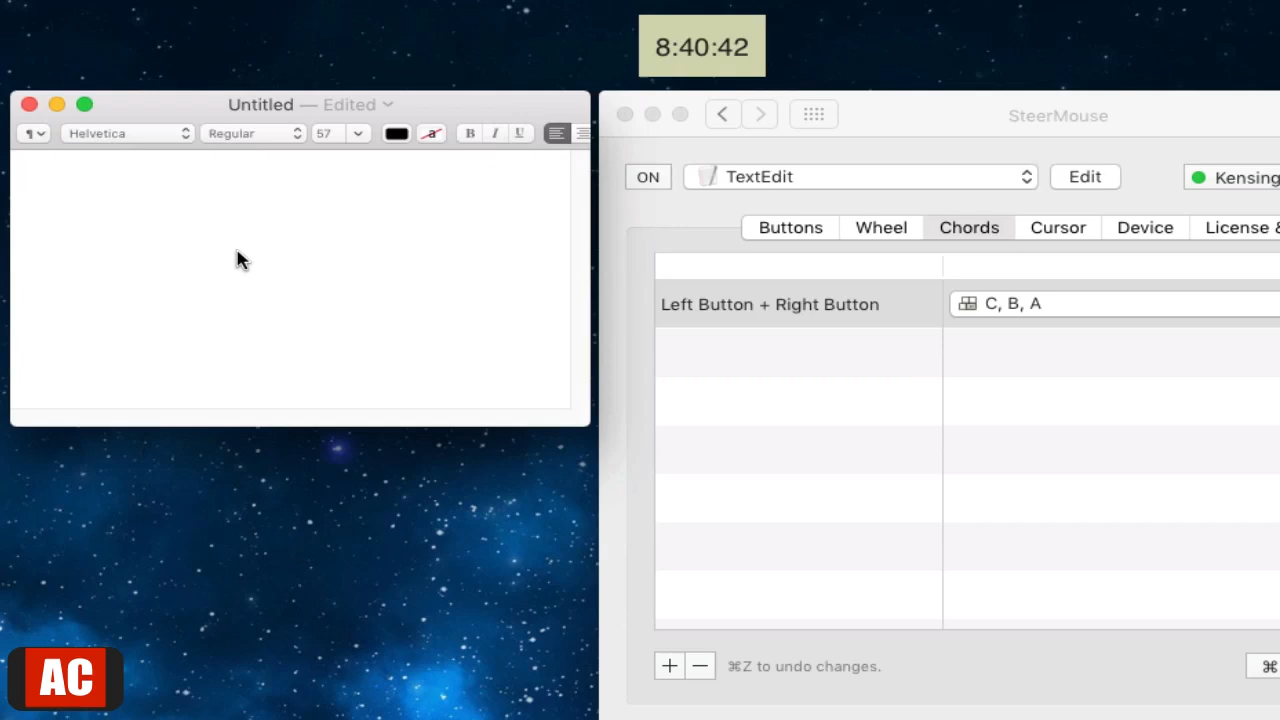 8:40:42
Untitled — Edited
¶ Helvetica Regular 57 a B I U
SteerMouse
ON TextEdit Edit Kensing
Buttons Wheel Chords Cursor Device License &
Left Button + Right Button C, B, A
+ − ⌘Z to undo changes. ⌘
AC